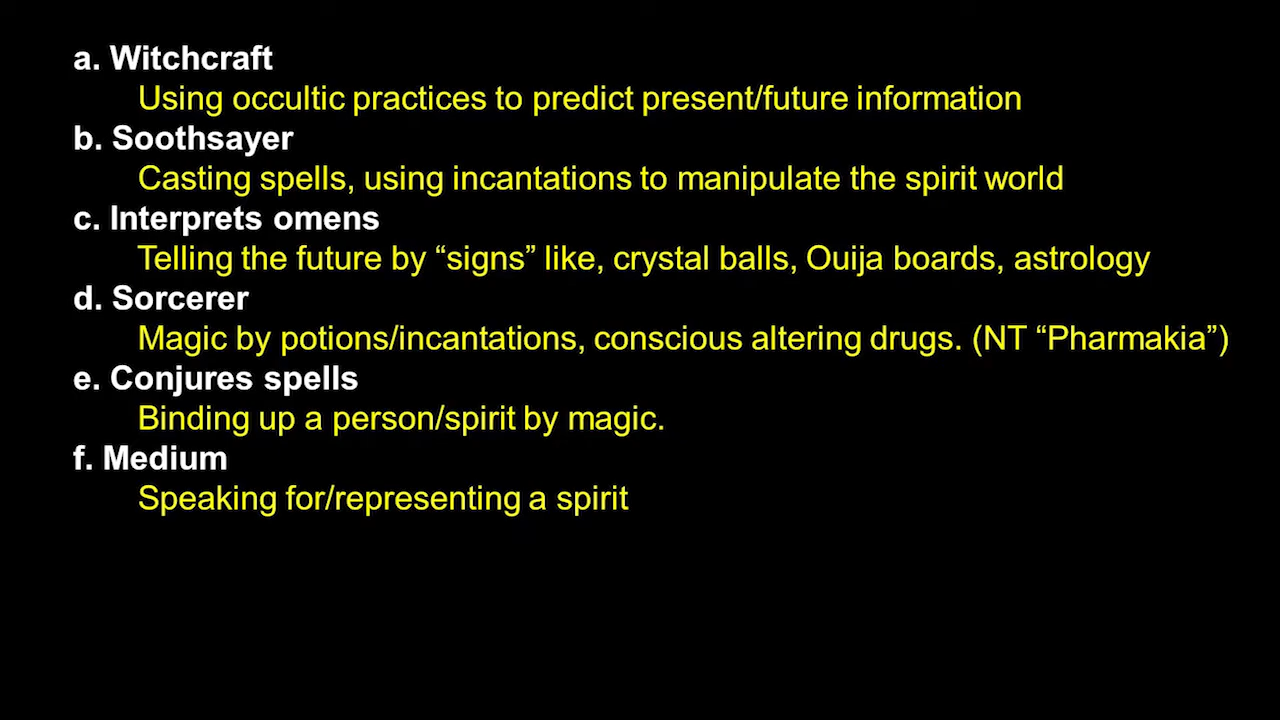 a. Witchcraft
Using occultic practices to predict present/future information
b. Soothsayer
Casting spells, using incantations to manipulate the spirit world
c. Interprets omens
Telling the future by “signs” like, crystal balls, Ouija boards, astrology
d. Sorcerer
Magic by potions/incantations, conscious altering drugs. (NT “Pharmakia”)
e. Conjures spells
Binding up a person/spirit by magic.
f. Medium
Speaking for/representing a spirit